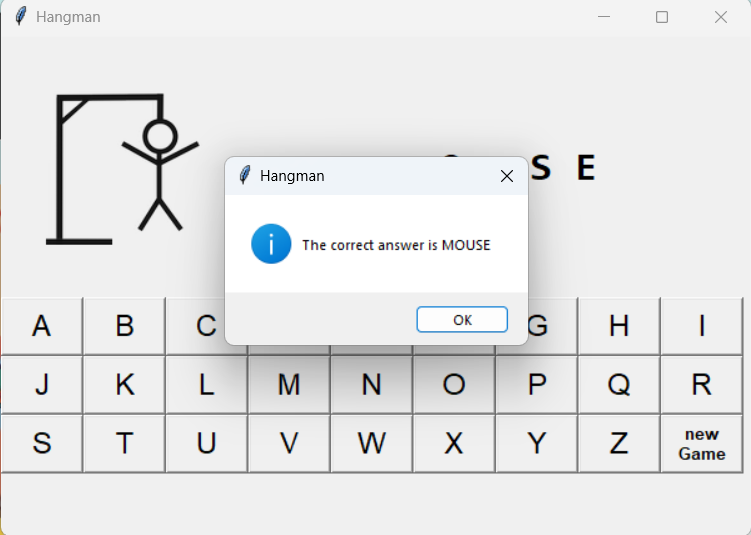 Hangman
S E
Hangman
The correct answer is MOUSE
OK
A B C G H I
J K L M N O P Q R
S T U V W X Y Z new
Game